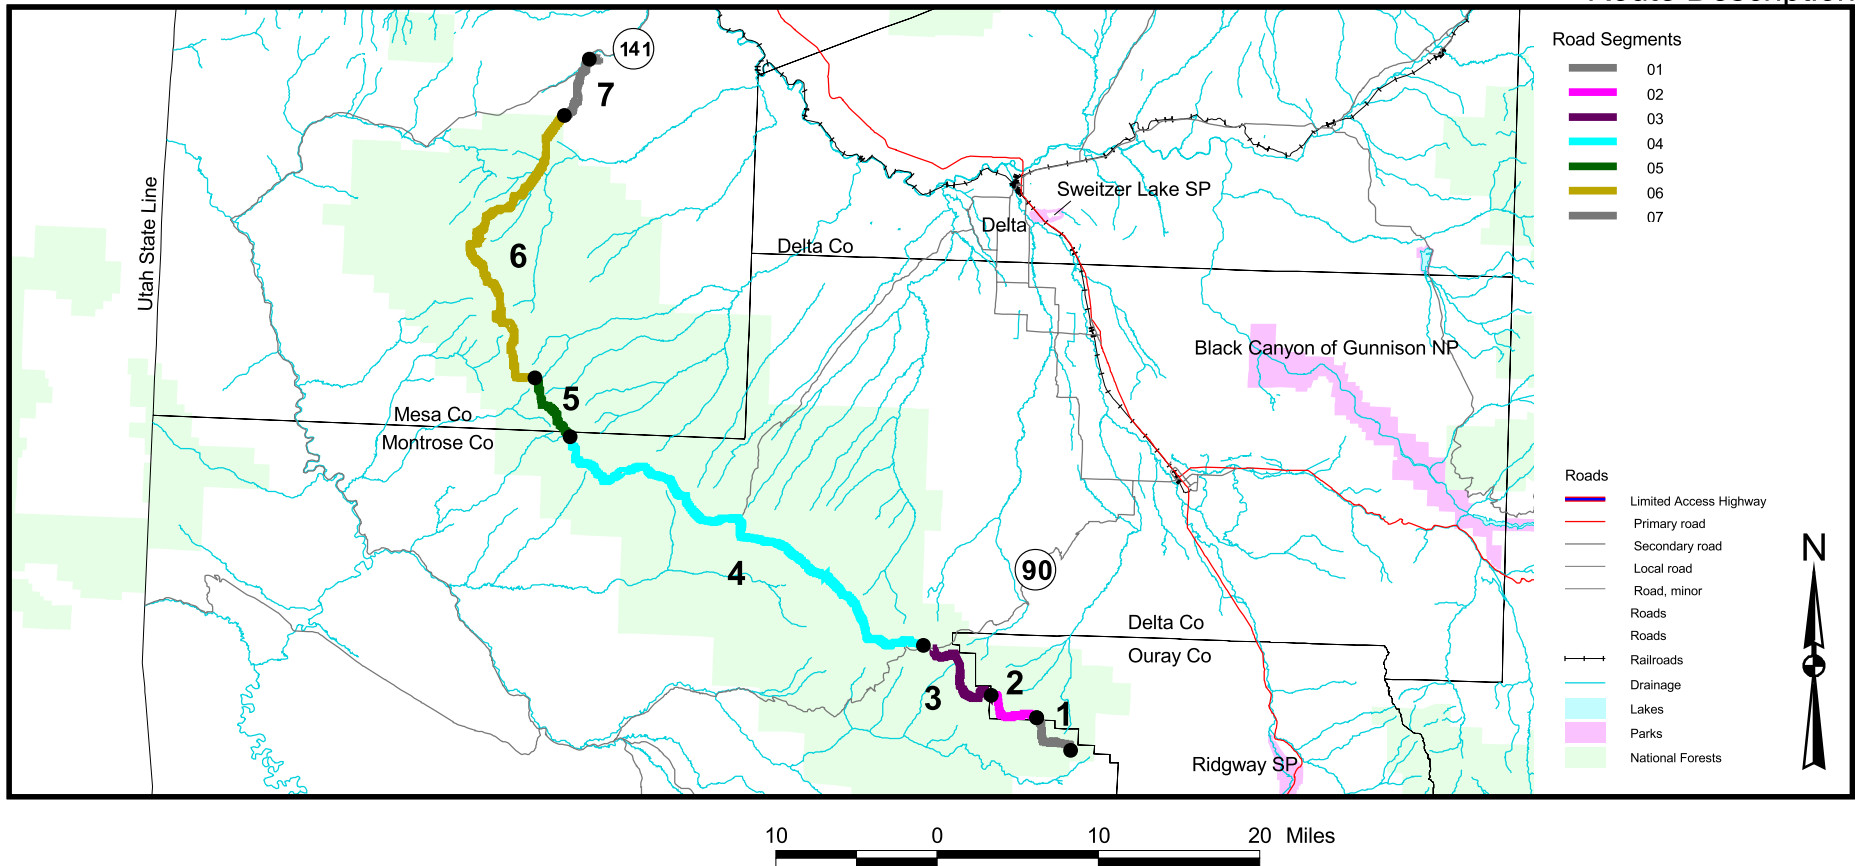 Route Description
Road Segments
01
02
03
04
05
06
07
141
7
Utah State Line
6
5
Mesa Co
Montrose Co
4
3
2
1
90
Sweitzer Lake SP
Delta
Delta Co
Black Canyon of Gunnison NP
Delta Co
Ouray Co
Ridgway SP
Roads
Limited Access Highway
Primary road
Secondary road
Local road
Road, minor
Roads
Roads
Railroads
Drainage
Lakes
Parks
National Forests
N
10 0 10 20 Miles